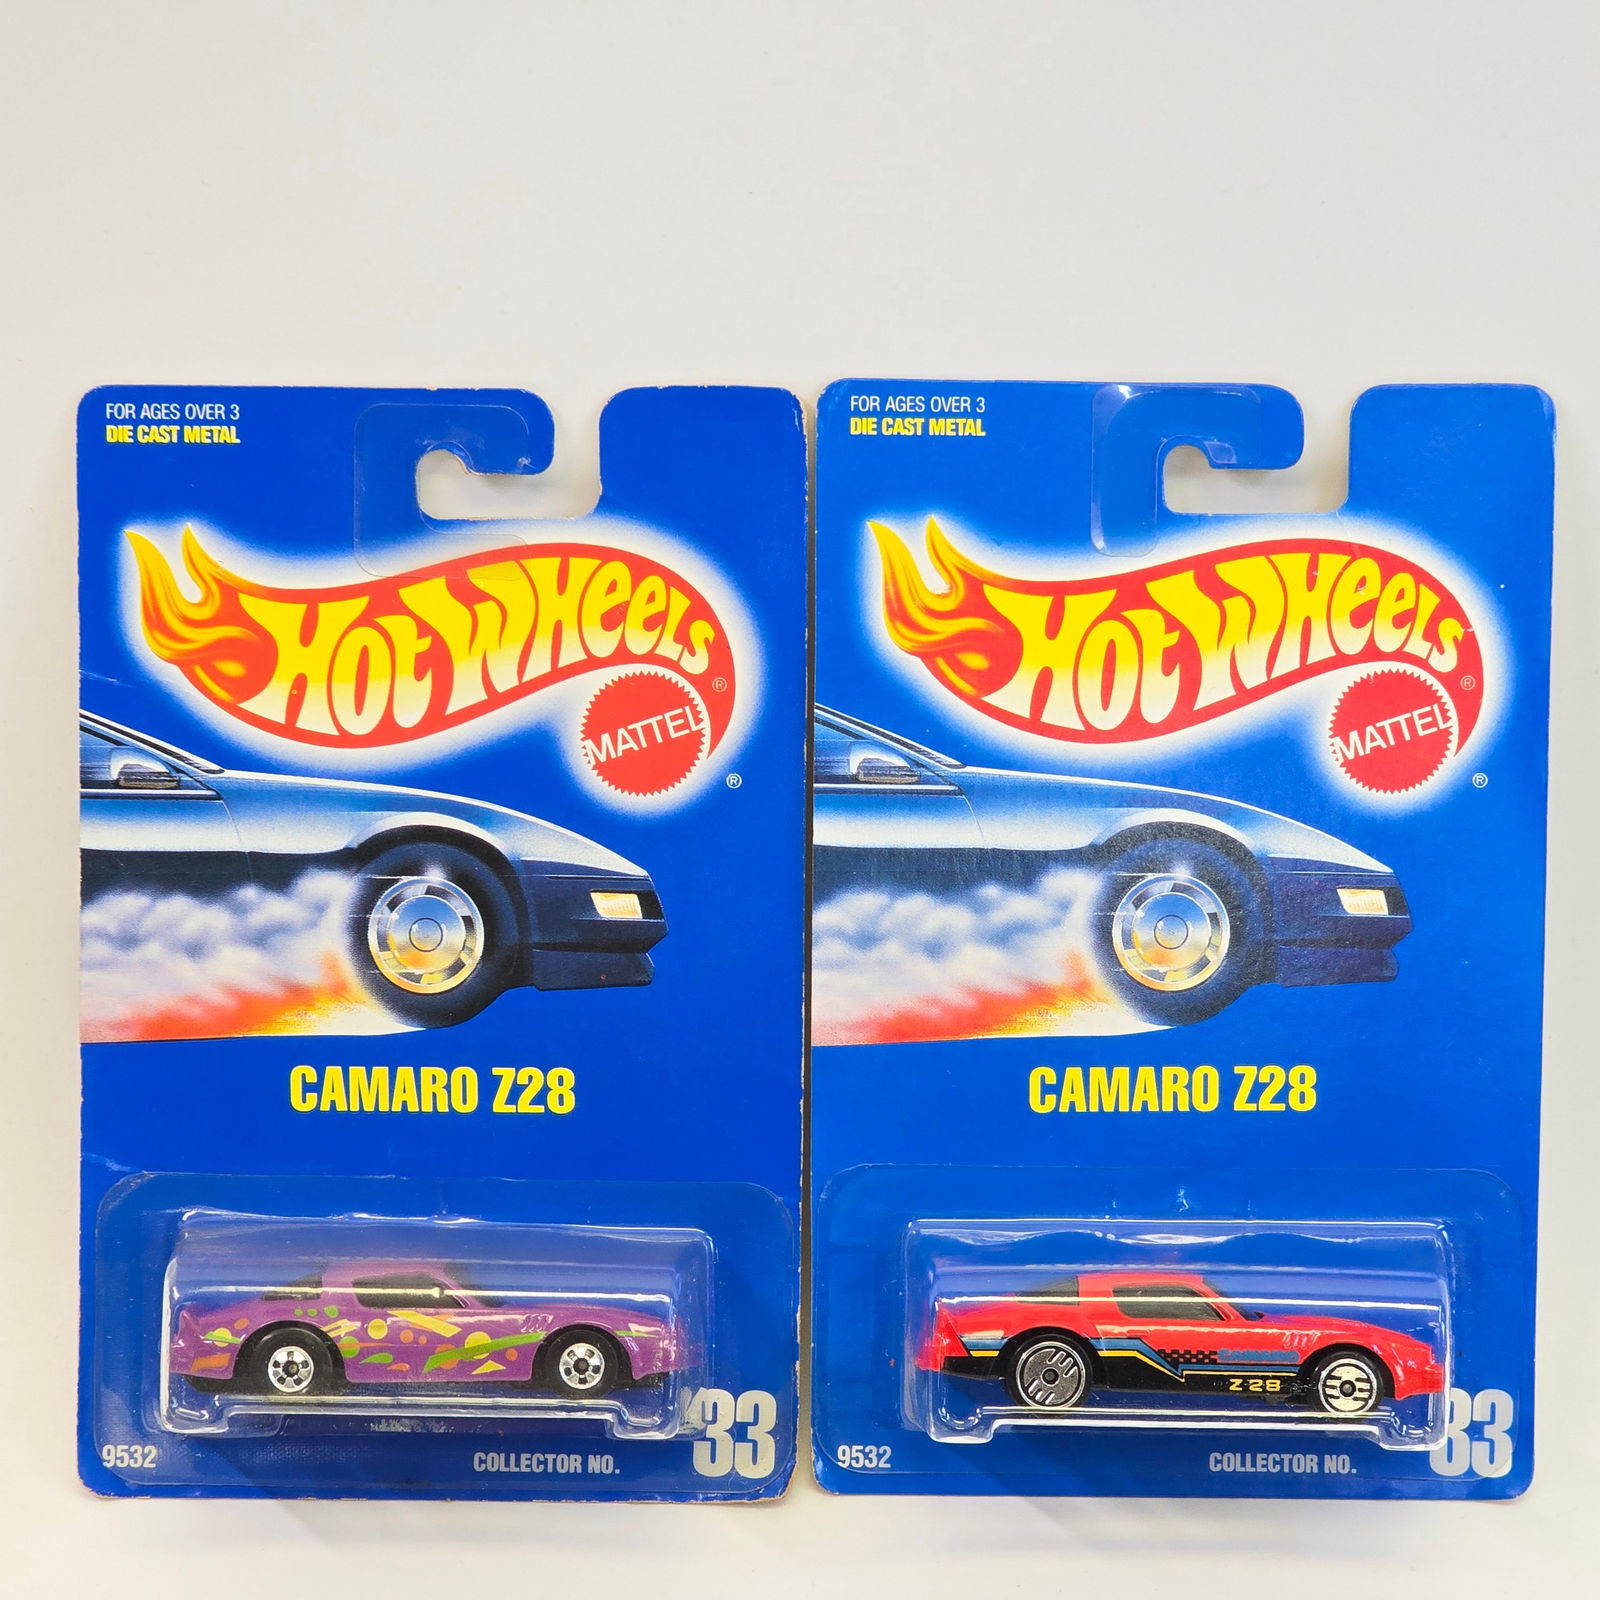 FOR AGES OVER 3
DIE CAST METAL
HOT WHEELS
®
MATTEL
®
CAMARO Z28
9532
COLLECTOR NO.
33
FOR AGES OVER 3
DIE CAST METAL
HOT WHEELS
®
MATTEL
®
CAMARO Z28
Z-28
9532
COLLECTOR NO.
33